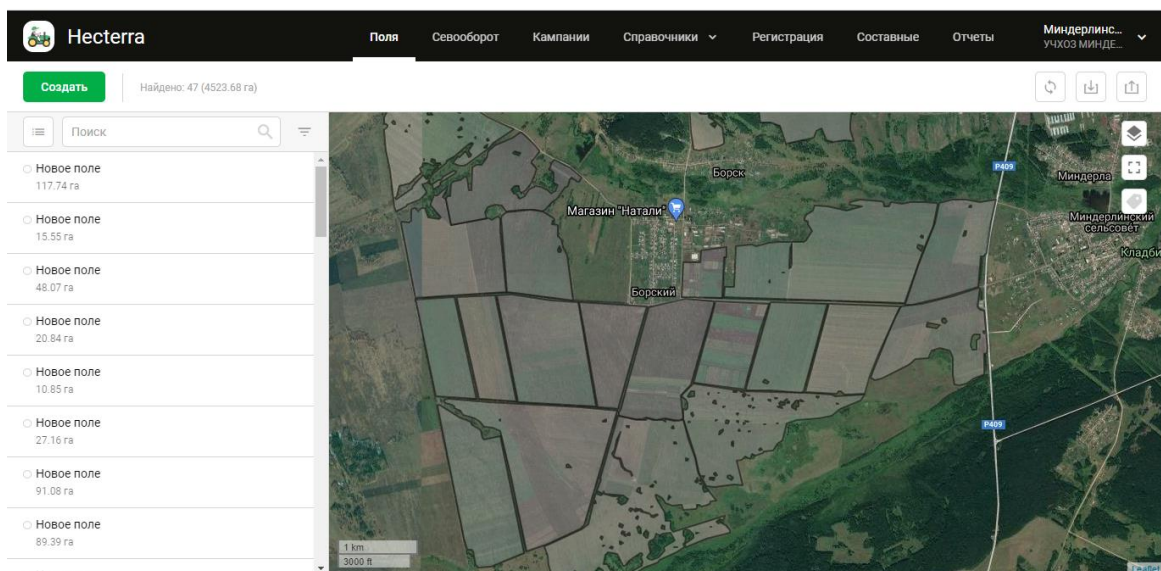 Hecterra
Поля
Севооборот
Кампании
Справочники
Регистрация
Составные
Отчеты
Миндерлинс...
УЧХОЗ МИНДЕ...
Создать
Найдено: 47 (4523.68 га)
Поиск
Новое поле
117.74 га
Новое поле
15.55 га
Новое поле
48.07 га
Новое поле
20.84 га
Новое поле
10.85 га
Новое поле
27.16 га
Новое поле
91.08 га
Новое поле
89.39 га
Борск
Р409
Миндерла
Магазин "Натали"
Миндерлинский
сельсовет
Кладби
Борский
Р409
1 km
3000 ft
Leaflet